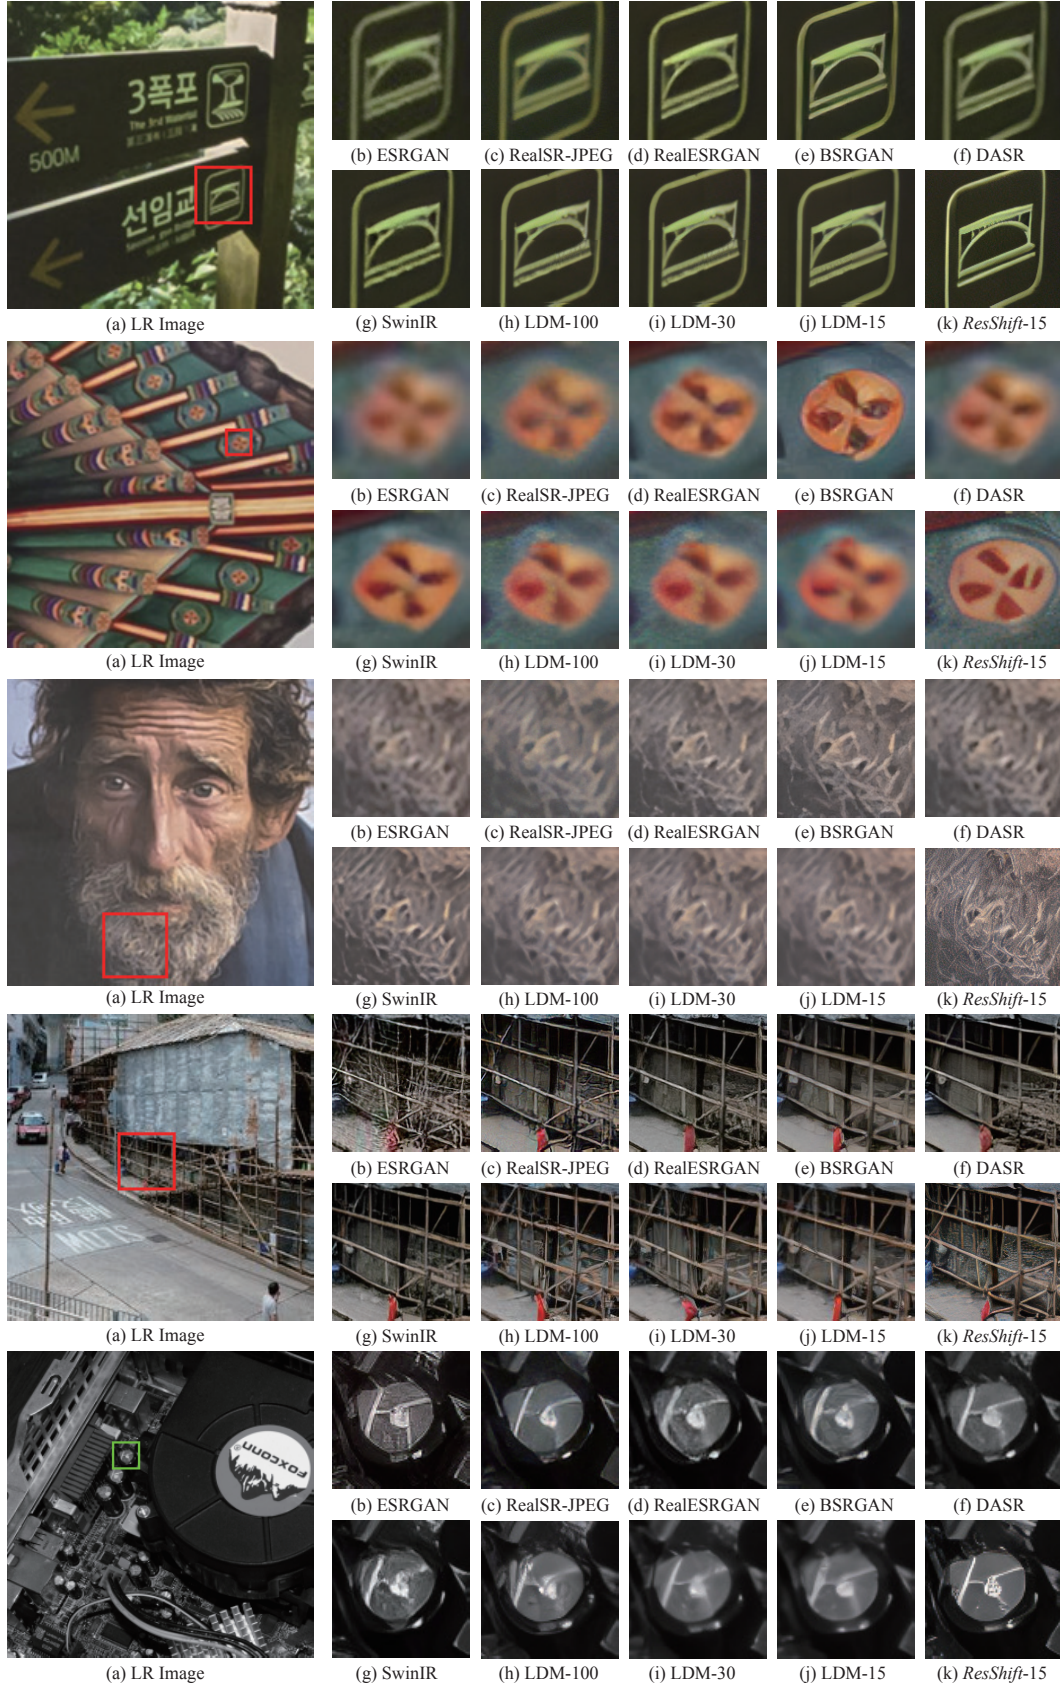 3폭포
The 3rd Waterfall
500M
선임교
(a) LR Image
(b) ESRGAN
(c) RealSR-JPEG
(d) RealESRGAN
(e) BSRGAN
(f) DASR
(g) SwinIR
(h) LDM-100
(i) LDM-30
(j) LDM-15
(k) ResShift-15
(a) LR Image
(b) ESRGAN
(c) RealSR-JPEG
(d) RealESRGAN
(e) BSRGAN
(f) DASR
(g) SwinIR
(h) LDM-100
(i) LDM-30
(j) LDM-15
(k) ResShift-15
(a) LR Image
(b) ESRGAN
(c) RealSR-JPEG
(d) RealESRGAN
(e) BSRGAN
(f) DASR
(g) SwinIR
(h) LDM-100
(i) LDM-30
(j) LDM-15
(k) ResShift-15
SLOW
(a) LR Image
(b) ESRGAN
(c) RealSR-JPEG
(d) RealESRGAN
(e) BSRGAN
(f) DASR
(g) SwinIR
(h) LDM-100
(i) LDM-30
(j) LDM-15
(k) ResShift-15
FOXCONN®
(a) LR Image
(b) ESRGAN
(c) RealSR-JPEG
(d) RealESRGAN
(e) BSRGAN
(f) DASR
(g) SwinIR
(h) LDM-100
(i) LDM-30
(j) LDM-15
(k) ResShift-15